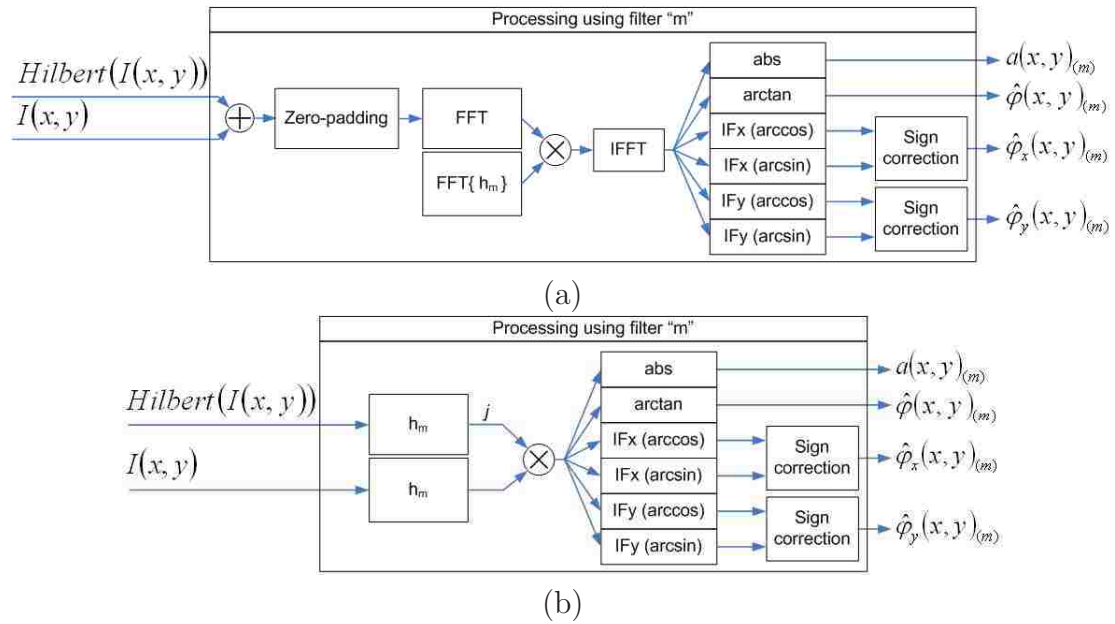 Processing using filter “m”
Hilbert(I(x, y))
I(x, y)
Zero-padding
FFT
FFT{ hₘ}
IFFT
abs
arctan
IFx (arccos)
IFx (arcsin)
IFy (arccos)
IFy (arcsin)
Sign correction
Sign correction
a(x, y)₍ₘ₎
φ̂(x, y)₍ₘ₎
φ̂ₓ(x, y)₍ₘ₎
φ̂_y(x, y)₍ₘ₎
(a)
Processing using filter “m”
Hilbert(I(x, y))
I(x, y)
hₘ
hₘ
j
abs
arctan
IFx (arccos)
IFx (arcsin)
IFy (arccos)
IFy (arcsin)
Sign correction
Sign correction
a(x, y)₍ₘ₎
φ̂(x, y)₍ₘ₎
φ̂ₓ(x, y)₍ₘ₎
φ̂_y(x, y)₍ₘ₎
(b)